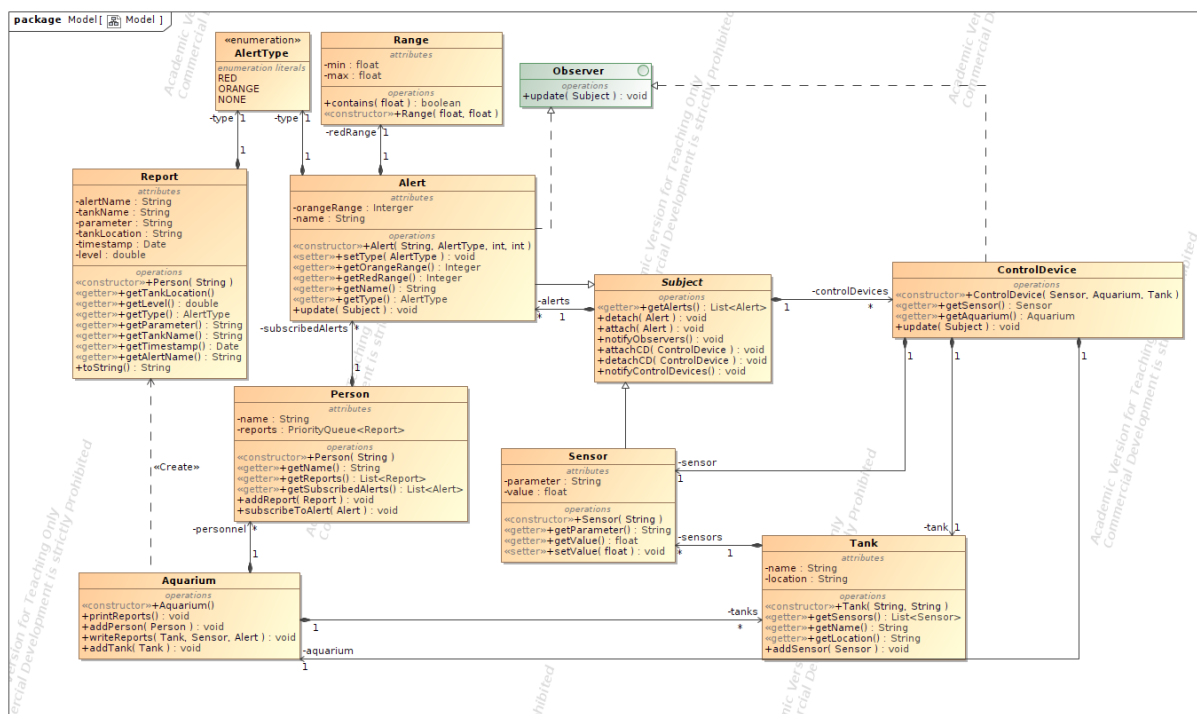 package Model [ Model ]
«enumeration»
AlertType
enumeration literals
RED
ORANGE
NONE
Range
attributes
-min : float
-max : float
operations
+contains( float ) : boolean
«constructor»+Range( float, float )
Observer
operations
+update( Subject ) : void
-type 1
-type 1
-redRange 1
1
1
1
Report
attributes
-alertName : String
-tankName : String
-parameter : String
-tankLocation : String
-timestamp : Date
-level : double
operations
«constructor»+Person( String )
«getter»+getTankLocation()
«getter»+getLevel() : double
«getter»+getType() : AlertType
«getter»+getParameter() : String
«getter»+getTankName() : String
«getter»+getTimestamp() : Date
«getter»+getAlertName() : String
+toString() : String
Alert
attributes
-orangeRange : Interger
-name : String
operations
«constructor»+Alert( String, AlertType, int, int )
«setter»+setType( AlertType ) : void
«getter»+getOrangeRange() : Integer
«getter»+getRedRange() : Integer
«getter»+getName() : String
«getter»+getType() : AlertType
+update( Subject ) : void
-alerts
* 1
Subject
operations
«getter»+getAlerts() : List<Alert>
+detach( Alert ) : void
+attach( Alert ) : void
+notifyObservers() : void
+attachCD( ControlDevice ) : void
+detachCD( ControlDevice ) : void
+notifyControlDevices() : void
-controlDevices
1 *
ControlDevice
operations
«constructor»+ControlDevice( Sensor, Aquarium, Tank )
«getter»+getSensor() : Sensor
«getter»+getAquarium() : Aquarium
+update( Subject ) : void
1 1 1
-subscribedAlerts *
1
Person
attributes
-name : String
-reports : PriorityQueue<Report>
operations
«constructor»+Person( String )
«getter»+getName() : String
«getter»+getReports() : List<Report>
«getter»+getSubscribedAlerts() : List<Alert>
+addReport( Report ) : void
+subscribeToAlert( Alert ) : void
«Create»
-personnel *
1
Sensor
attributes
-parameter : String
-value : float
operations
«constructor»+Sensor( String )
«getter»+getParameter() : String
«getter»+getValue() : float
«setter»+setValue( float ) : void
-sensor
1
-sensors
* 1
-tank 1
Tank
attributes
-name : String
-location : String
operations
«constructor»+Tank( String, String )
«getter»+getSensors() : List<Sensor>
«getter»+getName() : String
«getter»+getLocation() : String
+addSensor( Sensor ) : void
Aquarium
operations
«constructor»+Aquarium()
+printReports() : void
+addPerson( Person ) : void
+writeReports( Tank, Sensor, Alert ) : void
+addTank( Tank ) : void
-tanks
1 *
-aquarium
1
Academic Version for Teaching Only
Commercial Development is strictly Prohibited